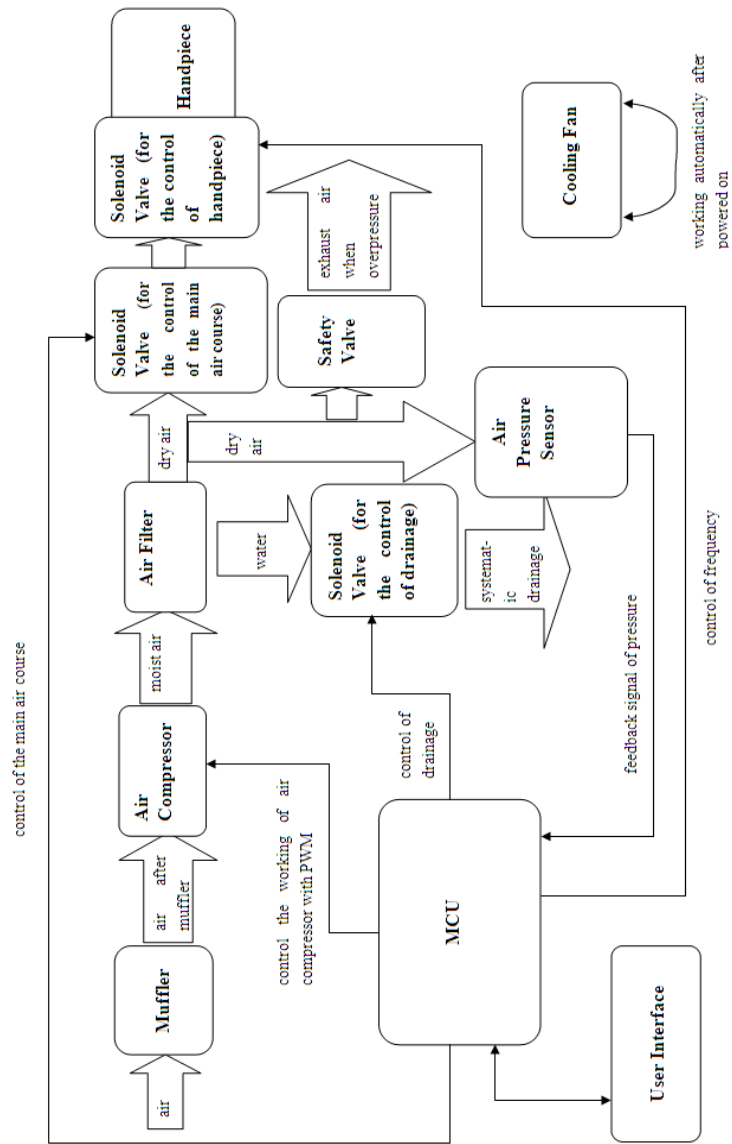 control of the main air course
air
Muffler
air after
muffler
Air
Compressor
moist air
Air Filter
dry air
Solenoid
Valve (for
the control
of the main
air course)
Solenoid
Valve (for
the control
of
handpiece)
Handpiece
dry
air
water
Safety
Valve
exhaust air
when
overpressure
control the working of air
compressor with PWM
Solenoid
Valve (for
the control
of drainage)
control of
drainage
systemat-
ic
drainage
Air
Pressure
Sensor
MCU
feedback signal of pressure
control of frequency
User Interface
Cooling Fan
working automatically after
powered on